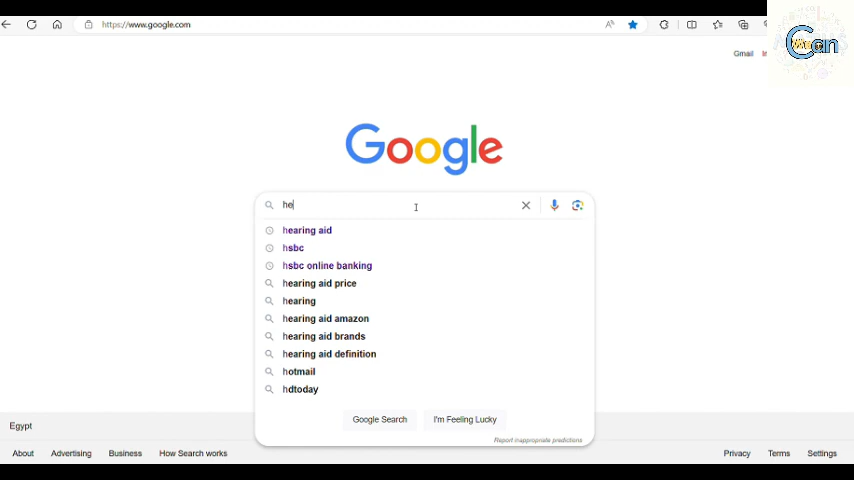 https://www.google.com
Can
Gmail
Google
he
hearing aid
hsbc
hsbc online banking
hearing aid price
hearing
hearing aid amazon
hearing aid brands
hearing aid definition
hotmail
hdtoday
Google Search
I'm Feeling Lucky
Report inappropriate predictions
Egypt
About
Advertising
Business
How Search works
Privacy
Terms
Settings